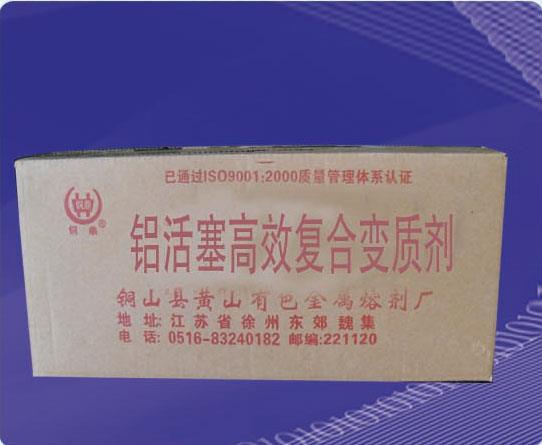 已通过ISO9001:2000质量管理体系认证
铜鼎®
铝活塞高效复合变质剂
铜山县黄山有色金属熔剂厂
地址:江苏省徐州东郊魏集
电话:0516-83240182 邮编:221120